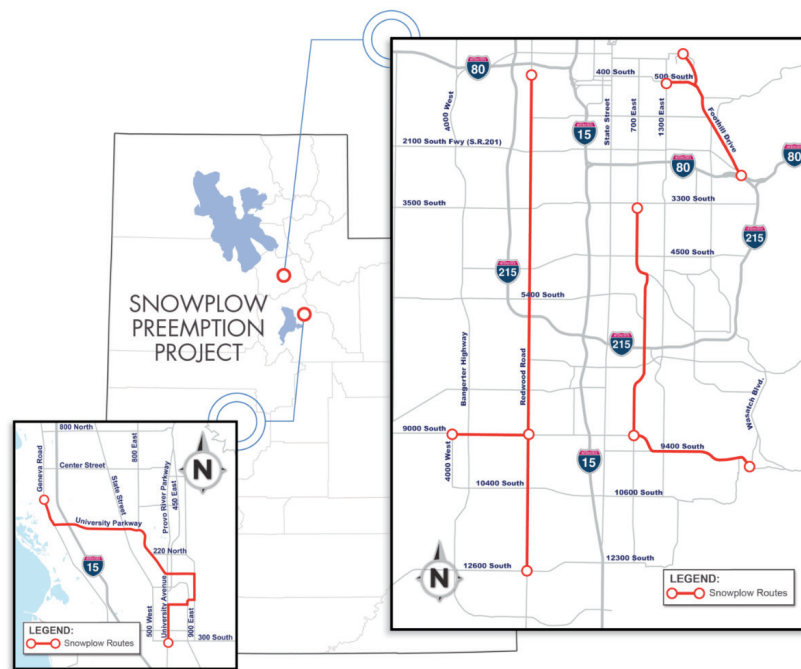 SNOWPLOW
PREEMPTION
PROJECT
80
400 South
500 South
4000 West
State Street
700 East
1300 East
Foothill Drive
15
2100 South Fwy (S.R.201)
80
80
3500 South
3300 South
215
4500 South
215
5400 South
Bangerter Highway
Redwood Road
215
Wasatch Blvd.
9000 South
4000 West
9400 South
15
10400 South
10600 South
12600 South
12300 South
N
LEGEND:
Snowplow Routes
800 North
Geneva Road
800 East
Center Street
State Street
Provo River Parkway
450 East
N
University Parkway
220 North
15
500 West
University Avenue
900 East
300 South
LEGEND:
Snowplow Routes